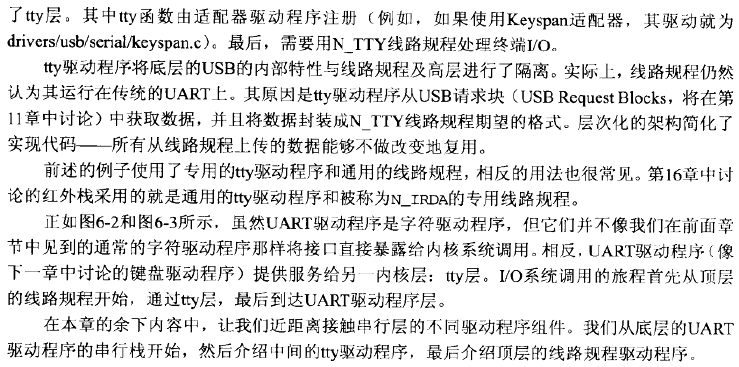 了tty层。其中tty函数由适配器驱动程序注册（例如，如果使用Keyspan适配器，其驱动就为
drivers/usb/serial/keyspan.c）。最后，需要用N_TTY线路规程处理终端I/O。
tty驱动程序将底层的USB的内部特性与线路规程及高层进行了隔离。实际上，线路规程仍然
认为其运行在传统的UART上。其原因是tty驱动程序从USB请求块（USB Request Blocks，将在第
11章中讨论）中获取数据，并且将数据封装成N_TTY线路规程期望的格式。层次化的架构简化了
实现代码——所有从线路规程上传的数据能够不做改变地复用。
前述的例子使用了专用的tty驱动程序和通用的线路规程，相反的用法也很常见。第16章中讨
论的红外栈采用的就是通用的tty驱动程序和被称为N_IRDA的专用线路规程。
正如图6-2和图6-3所示，虽然UART驱动程序是字符驱动程序，但它们并不像我们在前面章
节中见到的通常的字符驱动程序那样将接口直接暴露给内核系统调用。相反，UART驱动程序（像
下一章中讨论的键盘驱动程序）提供服务给另一内核层：tty层。I/O系统调用的旅程首先从顶层
的线路规程开始，通过tty层，最后到达UART驱动程序层。
在本章的余下内容中，让我们近距离接触串行层的不同驱动程序组件。我们从底层的UART
驱动程序的串行栈开始，然后介绍中间的tty驱动程序，最后介绍顶层的线路规程驱动程序。